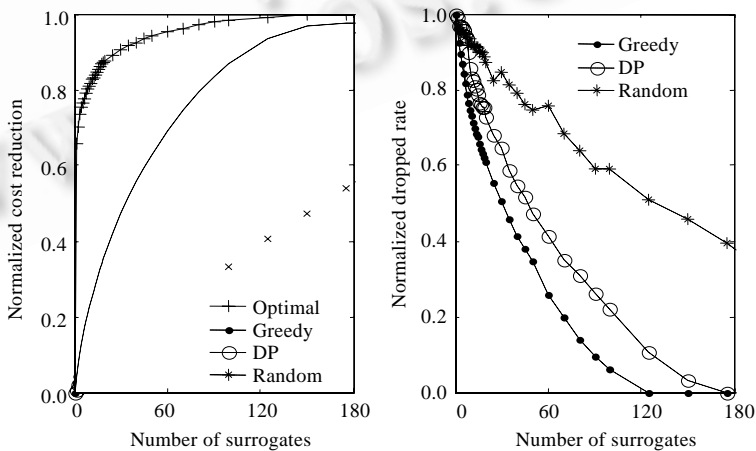 Normalized cost reduction
1.0
0.8
0.6
0.4
0.2
0.0
0
60
120
180
Number of surrogates
Optimal
Greedy
DP
Random
Normalized dropped rate
1.0
0.8
0.6
0.4
0.2
0.0
0
60
120
180
Number of surrogates
Greedy
DP
Random